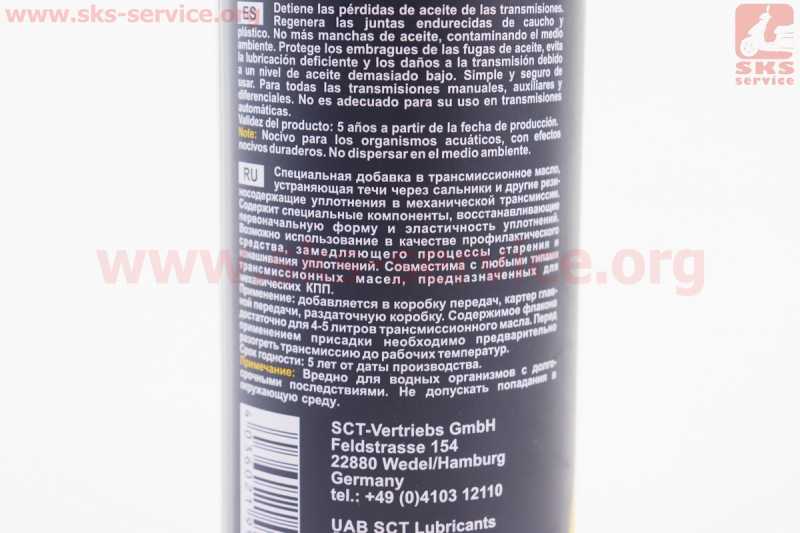 www.sks-service.org
SKS
service
ES
Detiene las pérdidas de aceite de las transmisiones.
Regenera las juntas endurecidas de caucho y
plástico. No más manchas de aceite, contaminando el medio
ambiente. Protege los embragues de las fugas de aceite, evita
la lubricación deficiente y los daños a la transmisión debido
a un nivel de aceite demasiado bajo. Simple y seguro de
usar. Para todas las transmisiones manuales, auxiliares y
diferenciales. No es adecuado para su uso en transmisiones
automáticas.
Validez del producto: 5 años a partir de la fecha de producción.
Note: Nocivo para los organismos acuáticos, con efectos
nocivos duraderos. No dispersar en el medio ambiente.
RU
Специальная добавка в трансмиссионное масло,
устраняющая течи через сальники и другие рези-
носодержащие уплотнения в механической трансмиссии.
Содержит специальные компоненты, восстанавливающие
первоначальную форму и эластичность уплотнений.
Возможно использование в качестве профилактического
средства, замедляющего процессы старения и
изнашивания уплотнений. Совместима с любыми типами
трансмиссионных масел, предназначенных для
механических КПП.
Применение: добавляется в коробку передач, картер глав-
ной передачи, раздаточную коробку. Содержимое флакона
достаточно для 4-5 литров трансмиссионного масла. Перед
применением присадки необходимо предварительно
разогреть трансмиссию до рабочих температур.
Срок годности: 5 лет от даты производства.
Примечание: Вредно для водных организмов с долго-
срочными последствиями. Не допускать попадания в
окружающую среду.
www.sks-service.org
SCT-Vertriebs GmbH
Feldstrasse 154
22880 Wedel/Hamburg
Germany
tel.: +49 (0)4103 12110
UAB SCT Lubricants